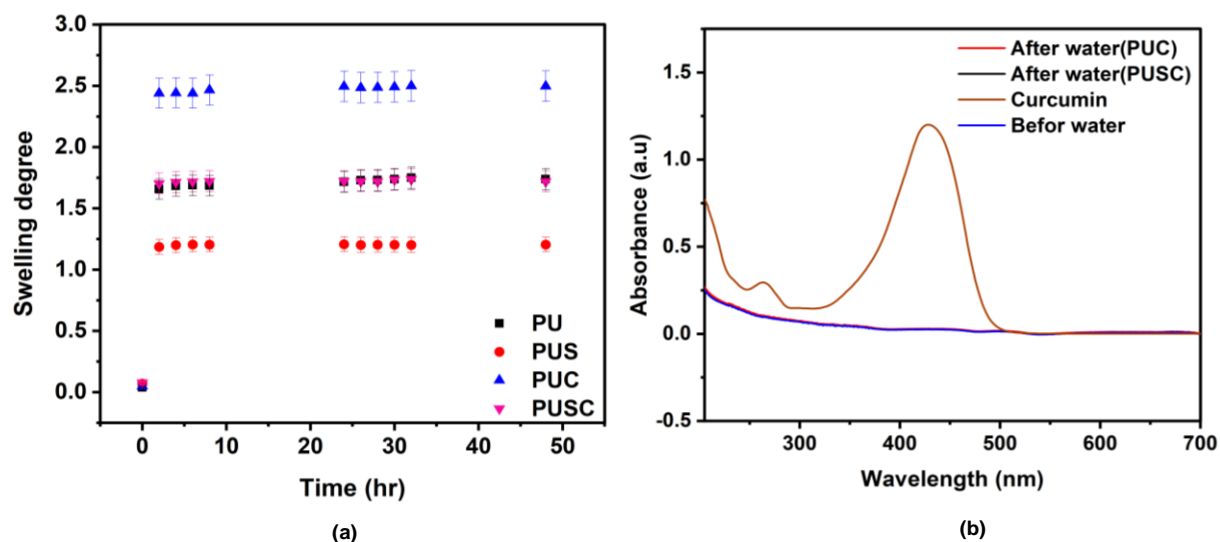 3.0
2.5
2.0
1.5
1.0
0.5
0.0
Swelling degree
0 10 20 30 40 50
Time (hr)
PU
PUS
PUC
PUSC
(a)
1.5
1.0
0.5
0.0
-0.5
Absorbance (a.u)
300 400 500 600 700
Wavelength (nm)
After water(PUC)
After water(PUSC)
Curcumin
Befor water
(b)